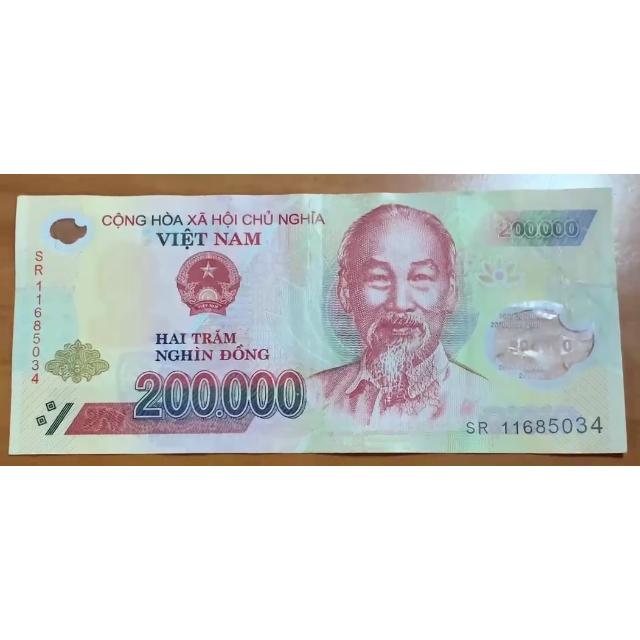 CỘNG HÒA XÃ HỘI CHỦ NGHĨA
VIỆT NAM
200.000
SR 11685034
HAI TRĂM
NGHÌN ĐỒNG
200.000
SR 11685034